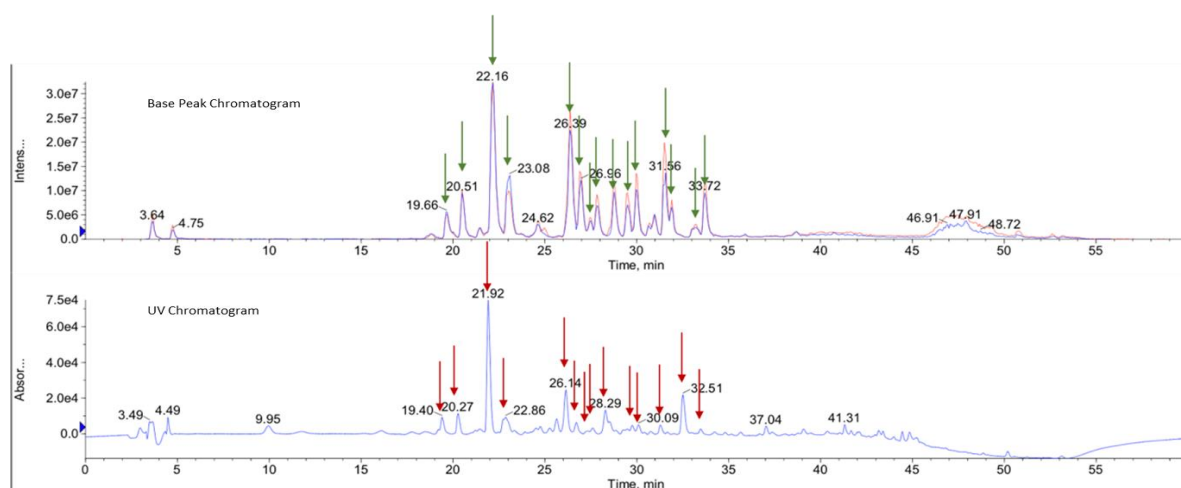 22.16
3.0e7
Base Peak Chromatogram
26.39
2.5e7
2.0e7
Intens...
1.5e7
23.08
26.96
31.56
1.0e7
20.51
33.72
19.66
5.0e6
3.64
4.75
24.62
46.91
47.91
48.72
0.0
5 10 15 20 25 30 35 40 45 50 55
Time, min
21.92
7.5e4
UV Chromatogram
6.0e4
Absor...
4.0e4
26.14
32.51
2.0e4
3.49
4.49
9.95
19.40
20.27
22.86
28.29
30.09
37.04
41.31
0.0
0 5 10 15 20 25 30 35 40 45 50 55
Time, min